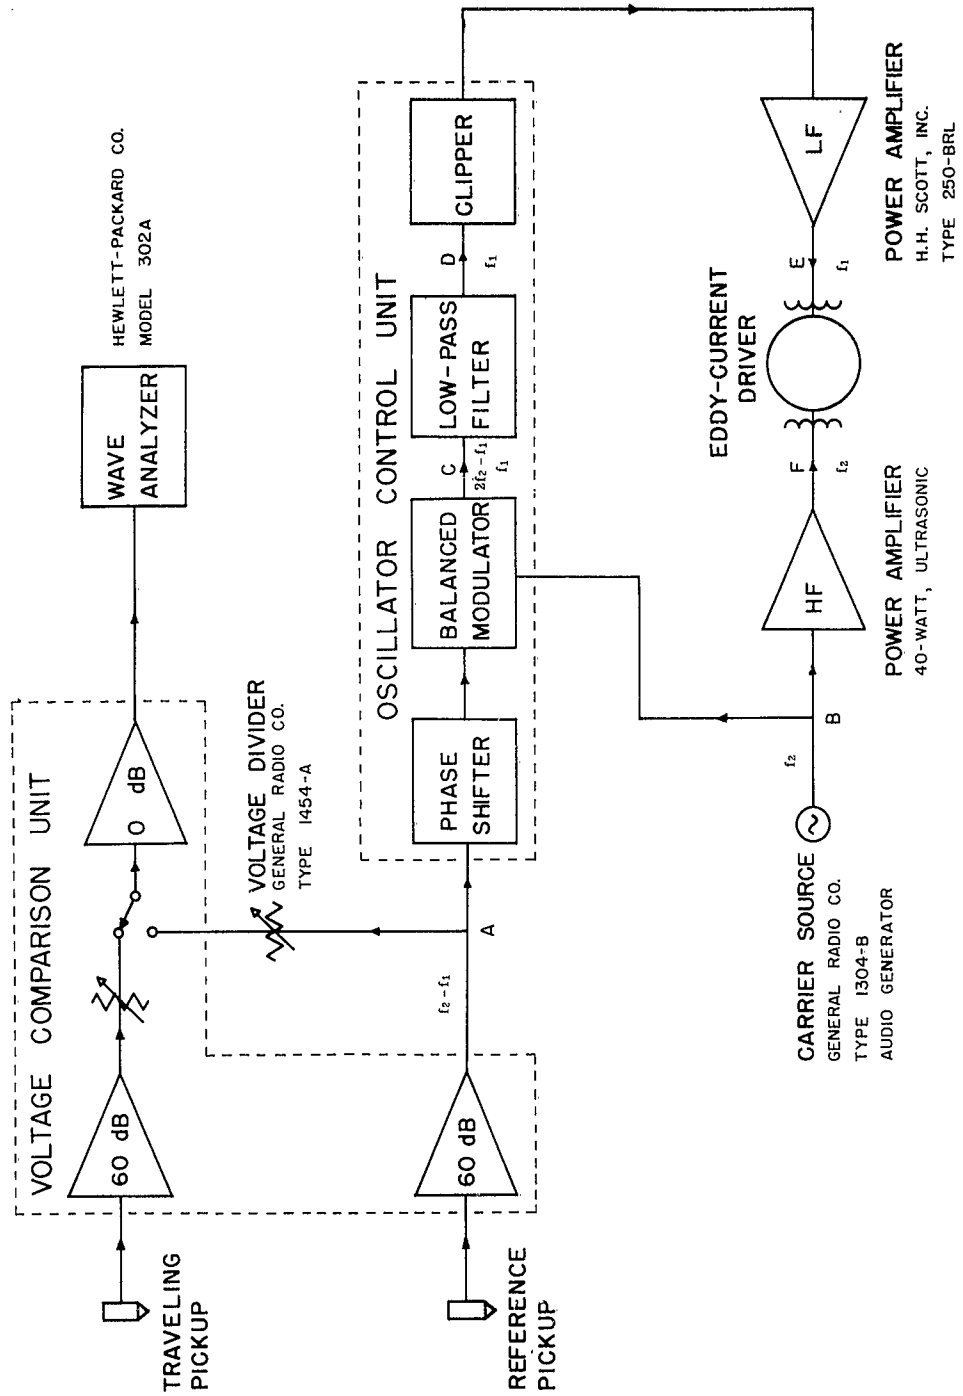 VOLTAGE COMPARISON UNIT
60 dB
0 dB
WAVE
ANALYZER
HEWLETT-PACKARD CO.
MODEL 302A
TRAVELING
PICKUP
VOLTAGE DIVIDER
GENERAL RADIO CO.
TYPE 1454-A
OSCILLATOR CONTROL UNIT
60 dB
REFERENCE
PICKUP
f₂-f₁
A
PHASE
SHIFTER
BALANCED
MODULATOR
C
2f₂-f₁
f₁
LOW-PASS
FILTER
D
f₁
CLIPPER
CARRIER SOURCE
GENERAL RADIO CO.
TYPE 1304-B
AUDIO GENERATOR
f₂
B
HF
POWER AMPLIFIER
40-WATT, ULTRASONIC
F
f₂
EDDY-CURRENT
DRIVER
E
f₁
LF
POWER AMPLIFIER
H.H. SCOTT, INC.
TYPE 250-BRL